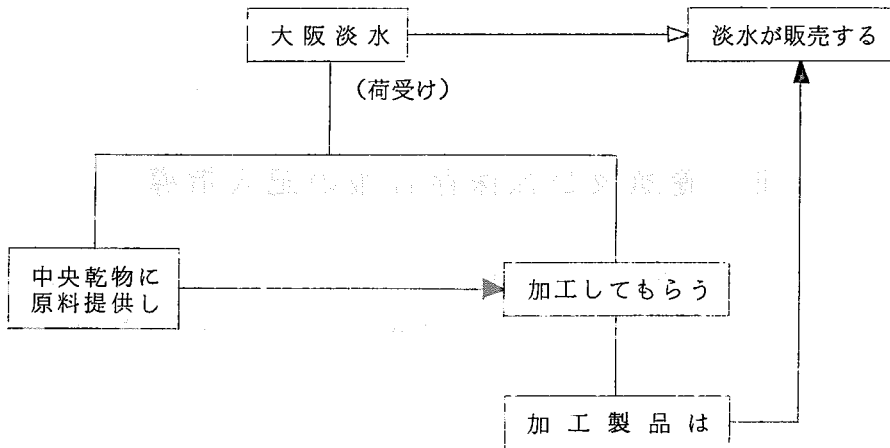 大阪淡水
淡水が販売する
（荷受け）
中央乾物に
原料提供し
加工してもらう
加工製品は